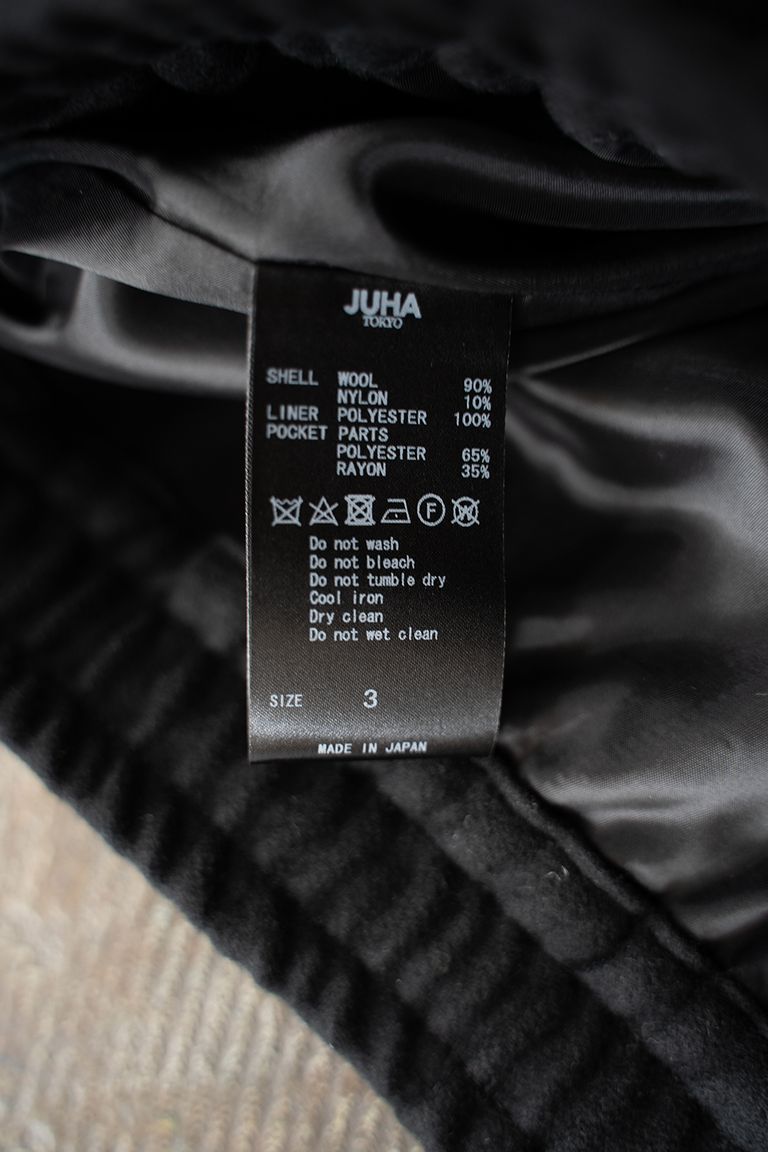 JUHA
TOKYO
SHELL WOOL 90%
NYLON 10%
LINER POLYESTER 100%
POCKET PARTS
POLYESTER 65%
RAYON 35%
F W
Do not wash
Do not bleach
Do not tumble dry
Cool iron
Dry clean
Do not wet clean
SIZE 3
MADE IN JAPAN